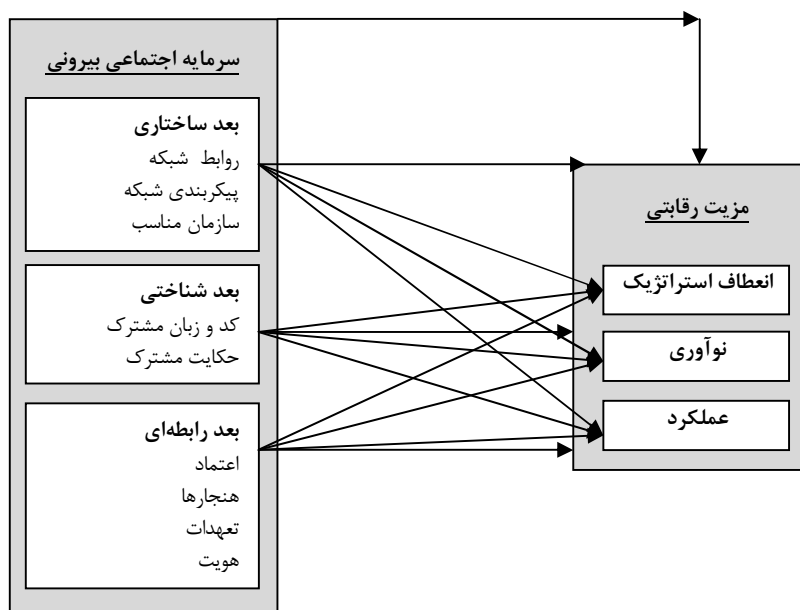 سرمایه اجتماعی بیرونی
بعد ساختاری
روابط شبکه
پیکربندی شبکه
سازمان مناسب
بعد شناختی
کد و زبان مشترک
حکایت مشترک
بعد رابطه‌ای
اعتماد
هنجارها
تعهدات
هویت
مزیت رقابتی
انعطاف استراتژیک
نوآوری
عملکرد